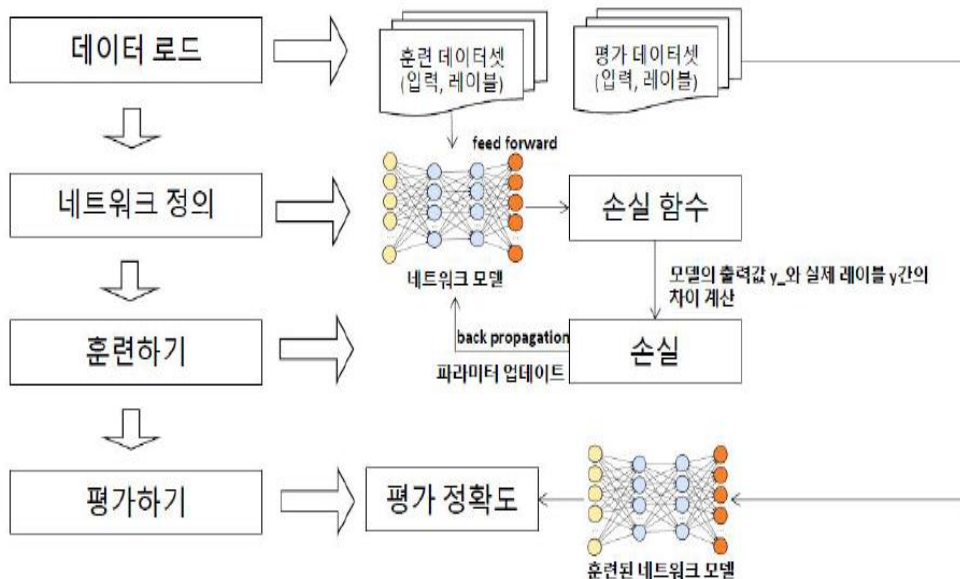 데이터 로드
훈련 데이터셋
(입력, 레이블)
평가 데이터셋
(입력, 레이블)
feed forward
네트워크 정의
네트워크 모델
손실 함수
모델의 출력값 y_와 실제 레이블 y간의
차이 계산
훈련하기
back propagation
파라미터 업데이트
손실
평가하기
평가 정확도
훈련된 네트워크 모델